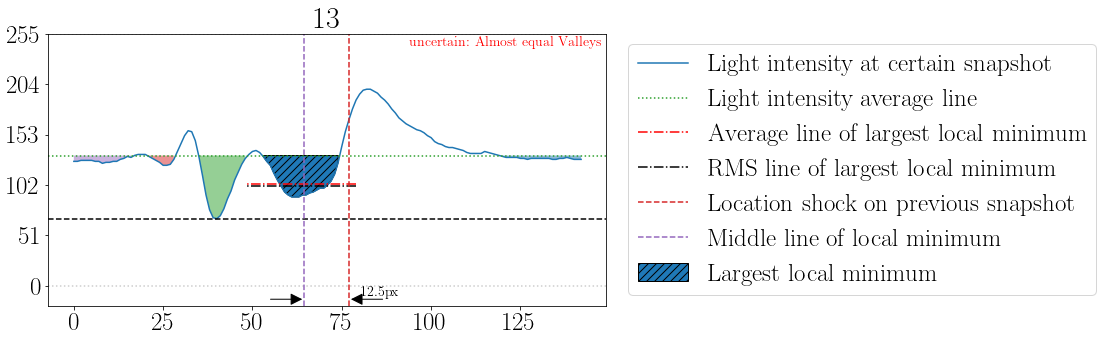 13
uncertain: Almost equal Valleys
255
204
153
102
51
0
12.5px
0
25
50
75
100
125
Light intensity at certain snapshot
Light intensity average line
Average line of largest local minimum
RMS line of largest local minimum
Location shock on previous snapshot
Middle line of local minimum
Largest local minimum